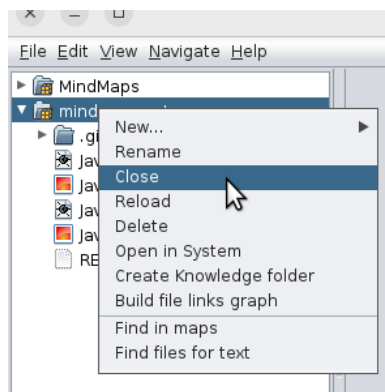 File Edit View Navigate Help
MindMaps
New...
Rename
Close
Reload
Delete
Open in System
Create Knowledge folder
Build file links graph
Find in maps
Find files for text